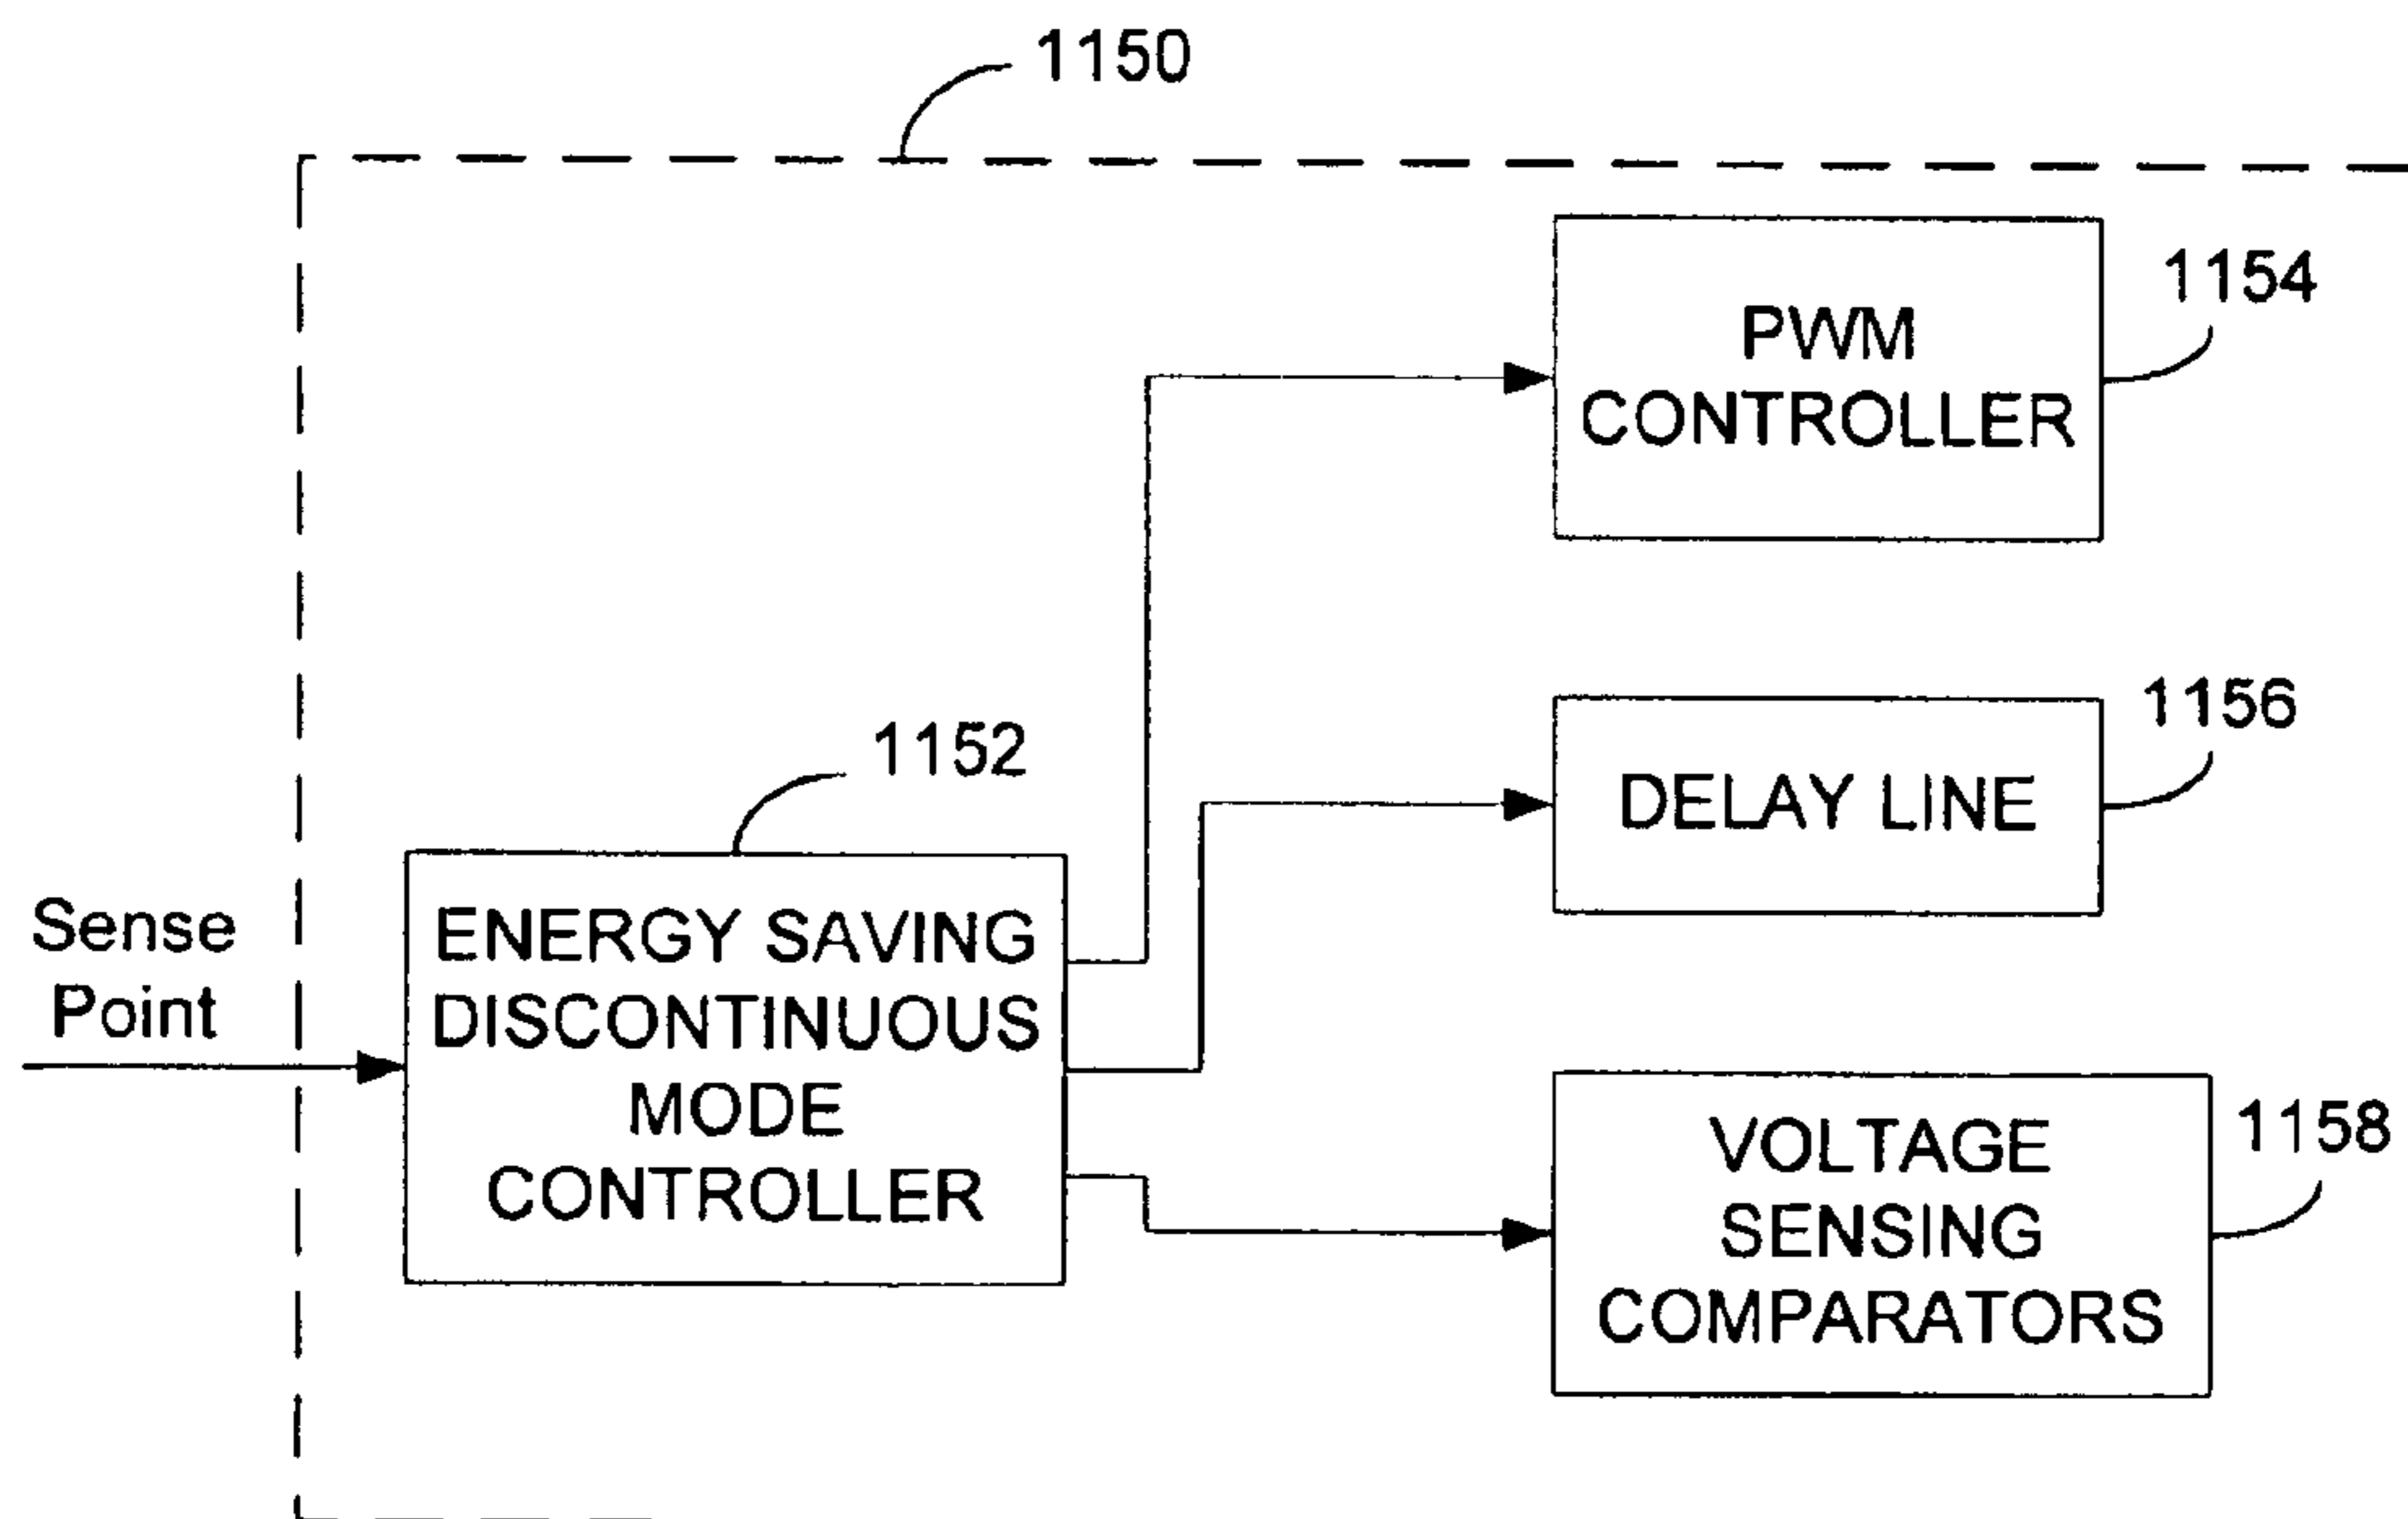 1150
PWM
CONTROLLER
1154
DELAY LINE
1156
1152
Sense
Point
ENERGY SAVING
DISCONTINUOUS
MODE
CONTROLLER
VOLTAGE
SENSING
COMPARATORS
1158